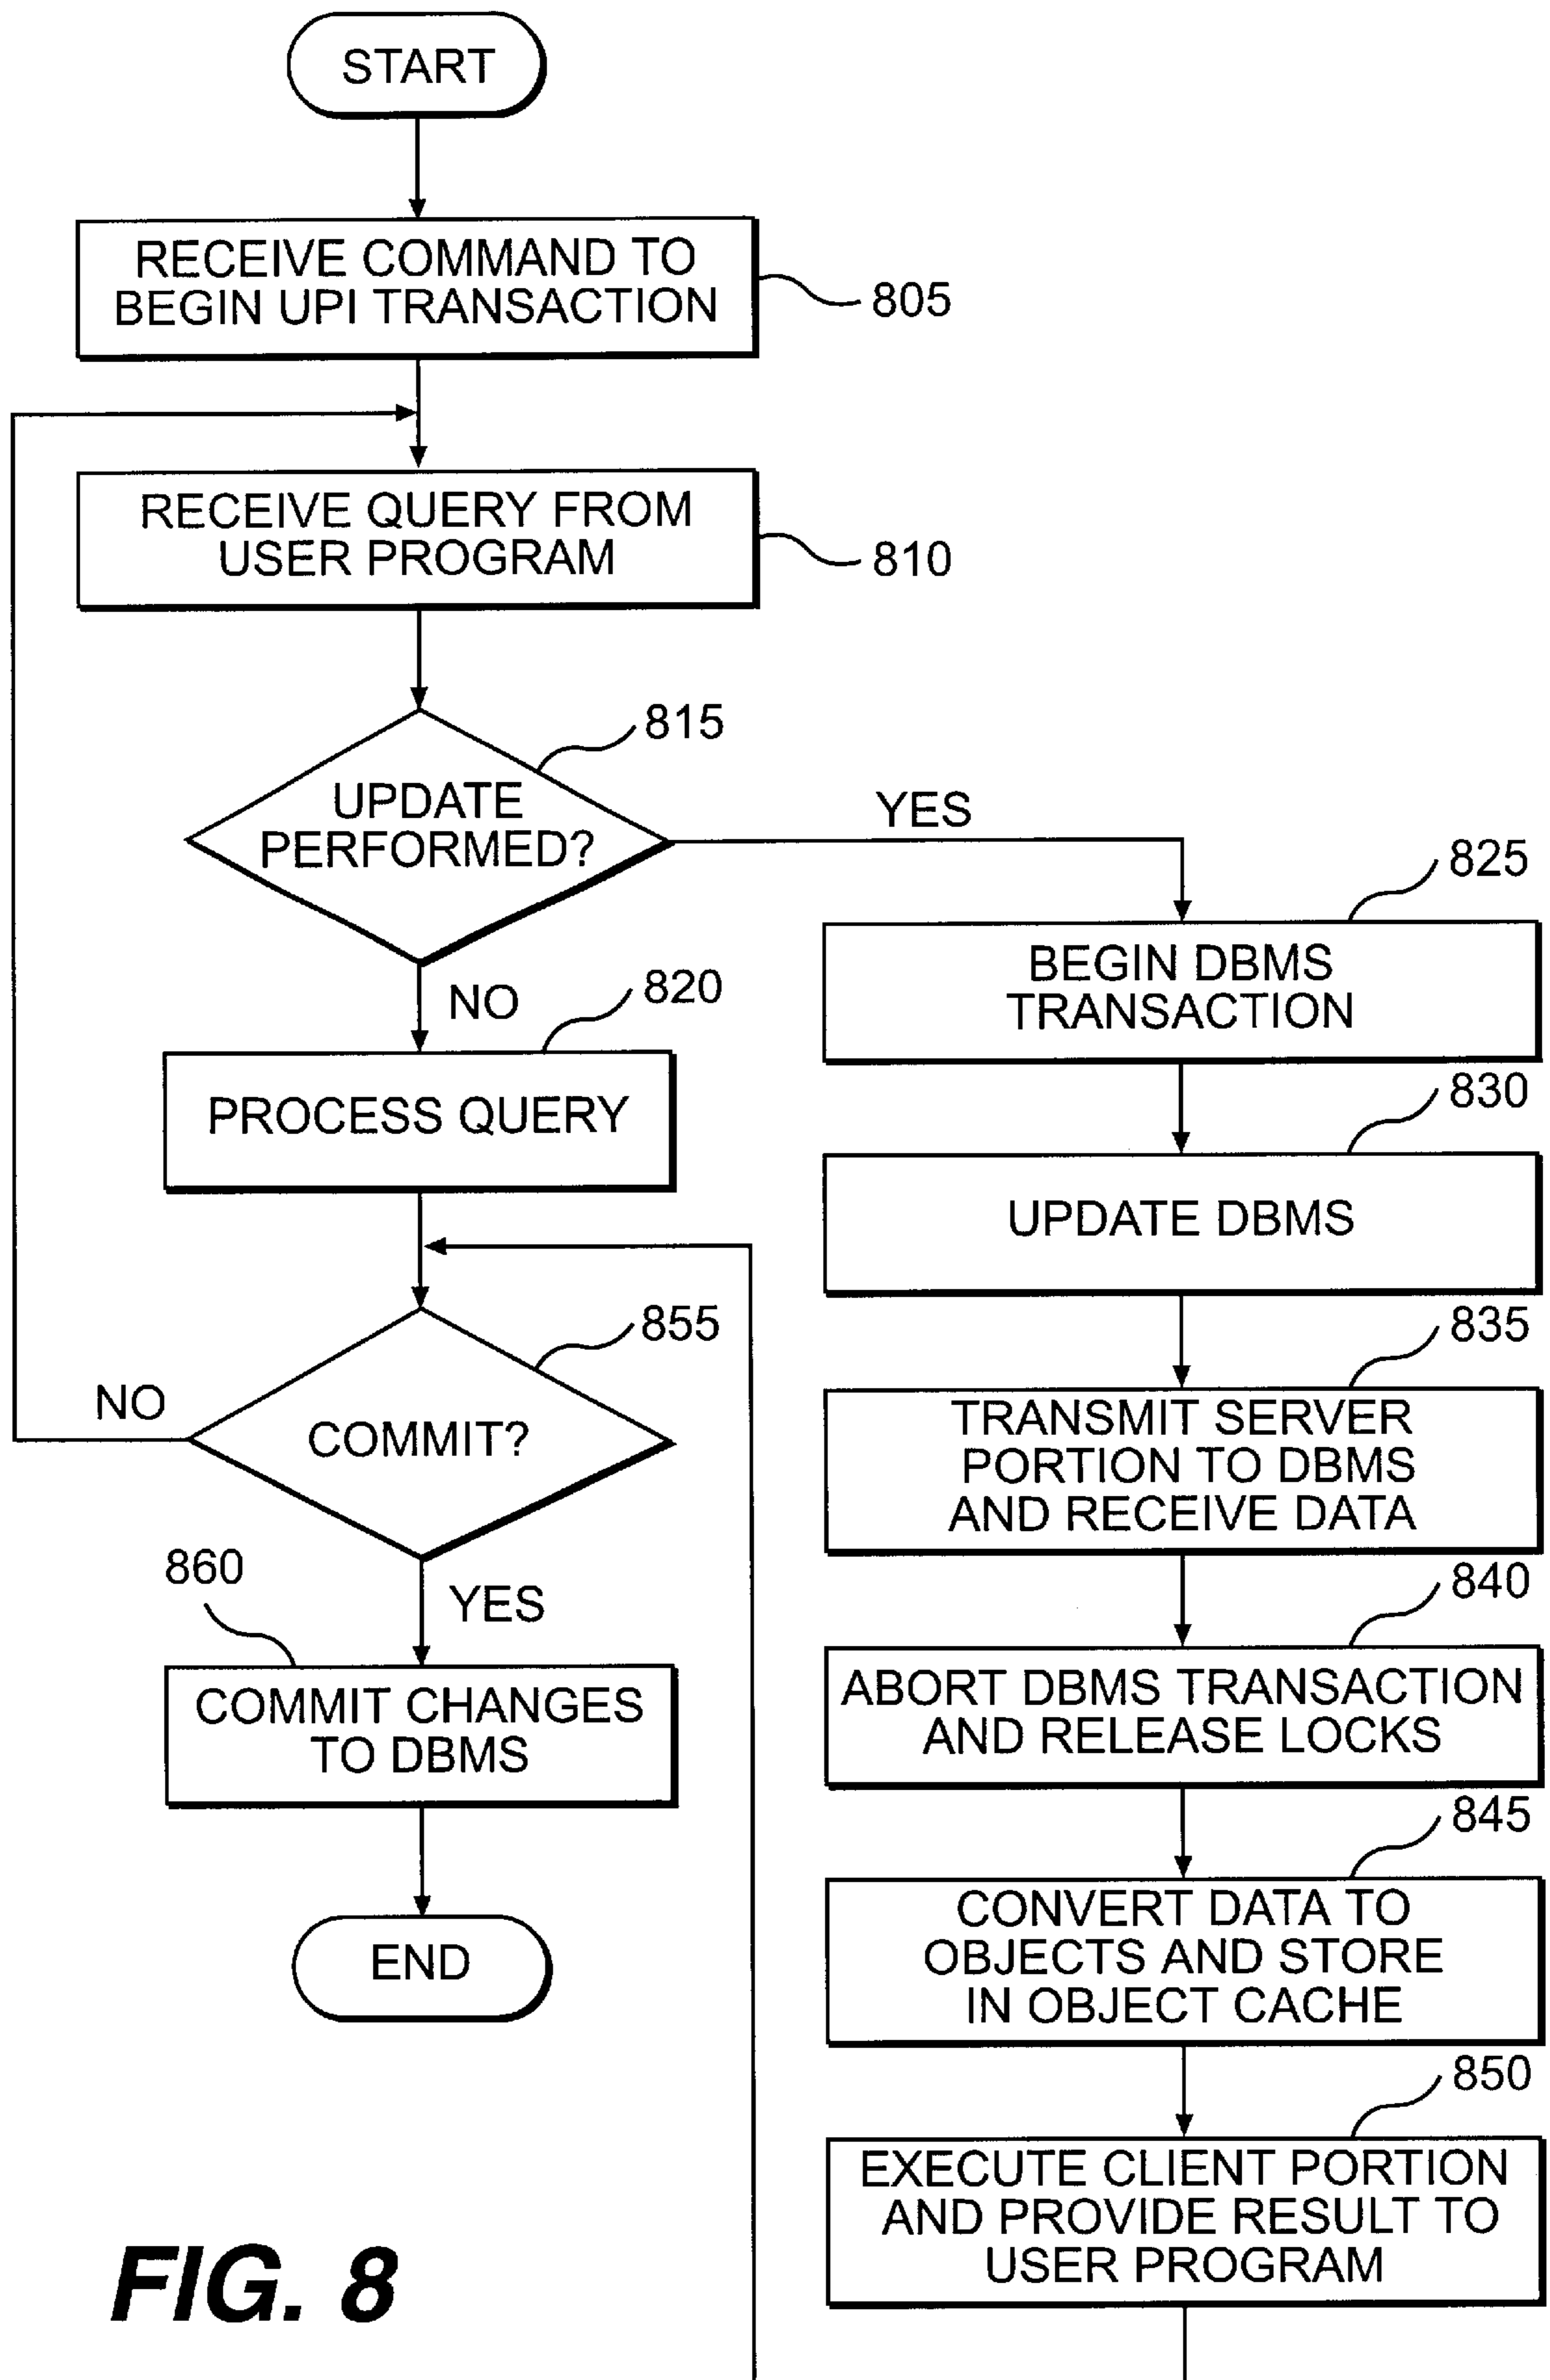 START
RECEIVE COMMAND TO
BEGIN UPI TRANSACTION
805
RECEIVE QUERY FROM
USER PROGRAM
810
815
UPDATE
PERFORMED?
YES
NO
820
PROCESS QUERY
825
BEGIN DBMS
TRANSACTION
830
UPDATE DBMS
835
TRANSMIT SERVER
PORTION TO DBMS
AND RECEIVE DATA
840
ABORT DBMS TRANSACTION
AND RELEASE LOCKS
845
CONVERT DATA TO
OBJECTS AND STORE
IN OBJECT CACHE
850
EXECUTE CLIENT PORTION
AND PROVIDE RESULT TO
USER PROGRAM
855
COMMIT?
NO
YES
860
COMMIT CHANGES
TO DBMS
END
FIG. 8